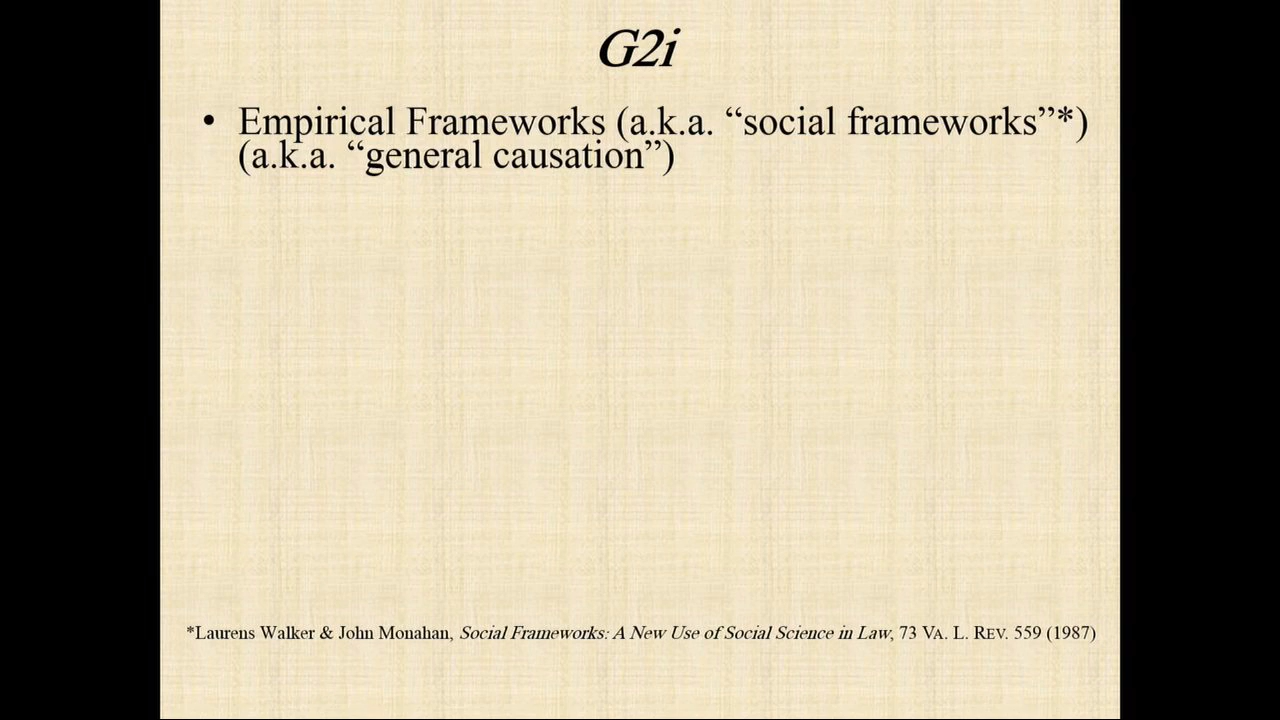 G2i
• Empirical Frameworks (a.k.a. “social frameworks”*)
(a.k.a. “general causation”)
*Laurens Walker & John Monahan, Social Frameworks: A New Use of Social Science in Law, 73 VA. L. REV. 559 (1987)